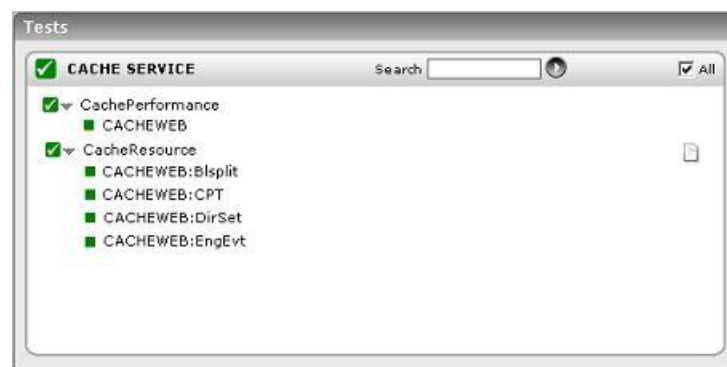 Tests
CACHE SERVICE Search All
CachePerformance
CACHEWEB
CacheResource
CACHEWEB:Blsplit
CACHEWEB:CPT
CACHEWEB:DirSet
CACHEWEB:EngEvt